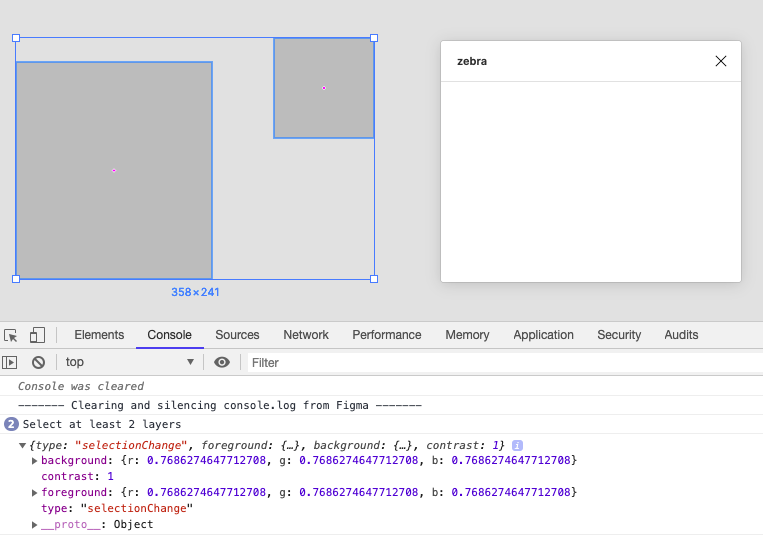 zebra
358×241
Elements Console Sources Network Performance Memory Application Security Audits
top Filter
Console was cleared
------- Clearing and silencing console.log from Figma -------
2 Select at least 2 layers
{type: "selectionChange", foreground: {…}, background: {…}, contrast: 1} i
background: {r: 0.7686274647712708, g: 0.7686274647712708, b: 0.7686274647712708}
contrast: 1
foreground: {r: 0.7686274647712708, g: 0.7686274647712708, b: 0.7686274647712708}
type: "selectionChange"
__proto__: Object